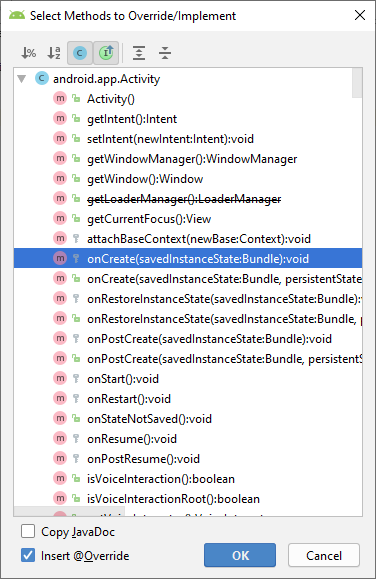 Select Methods to Override/Implement
android.app.Activity
Activity()
getIntent():Intent
setIntent(newIntent:Intent):void
getWindowManager():WindowManager
getWindow():Window
getLoaderManager():LoaderManager
getCurrentFocus():View
attachBaseContext(newBase:Context):void
onCreate(savedInstanceState:Bundle):void
onCreate(savedInstanceState:Bundle, persistentState
onRestoreInstanceState(savedInstanceState:Bundle):v
onRestoreInstanceState(savedInstanceState:Bundle, p
onPostCreate(savedInstanceState:Bundle):void
onPostCreate(savedInstanceState:Bundle, persistentS
onStart():void
onRestart():void
onStateNotSaved():void
onResume():void
onPostResume():void
isVoiceInteraction():boolean
isVoiceInteractionRoot():boolean
Copy JavaDoc
Insert @Override
OK
Cancel